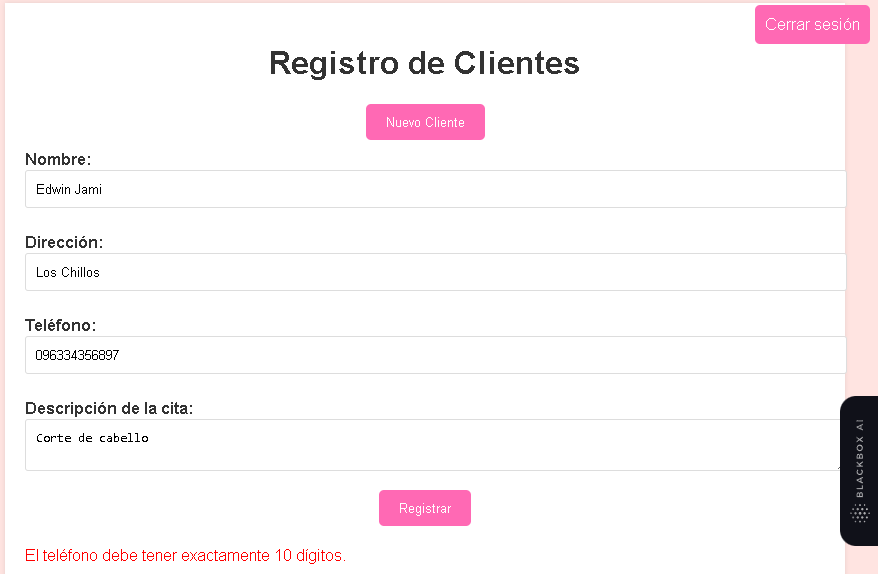 Cerrar sesión
Registro de Clientes
Nuevo Cliente
Nombre:
Edwin Jami
Dirección:
Los Chillos
Teléfono:
096334356897
Descripción de la cita:
Corte de cabello
BLACKBOX AI
Registrar
El teléfono debe tener exactamente 10 dígitos.